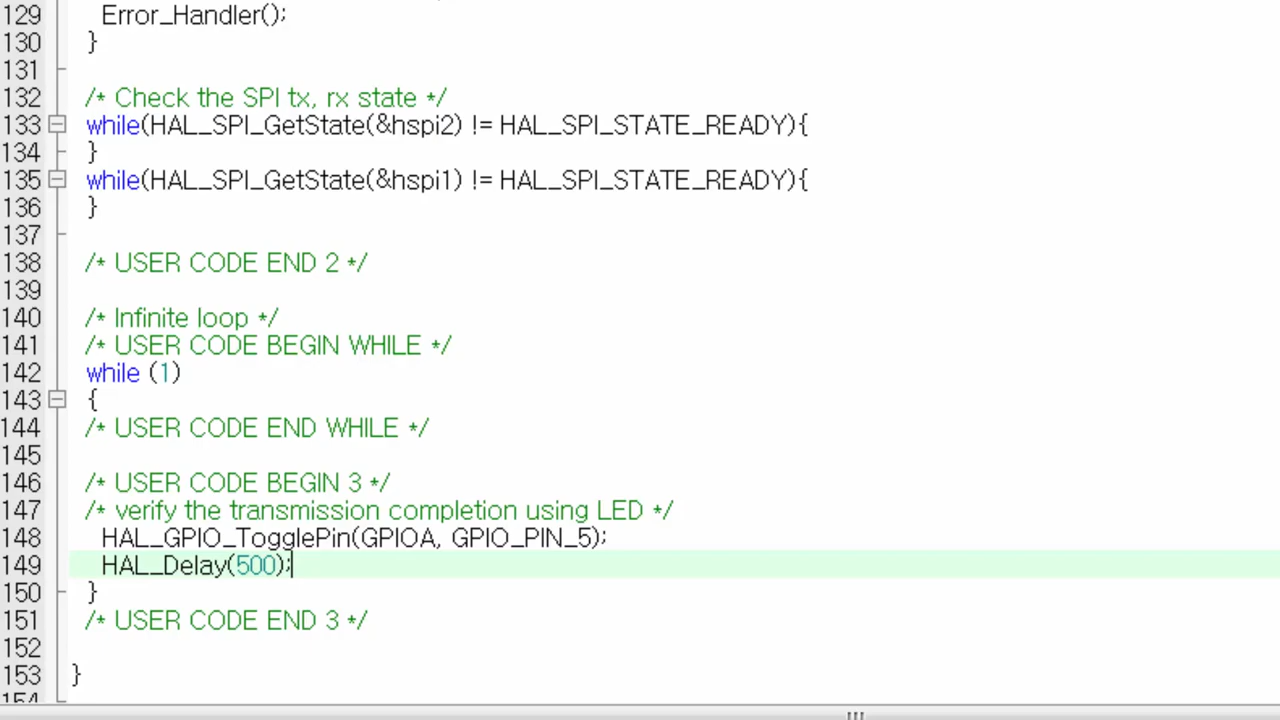 129 Error_Handler();
130 }
131
132 /* Check the SPI tx, rx state */
133 while(HAL_SPI_GetState(&hspi2) != HAL_SPI_STATE_READY){
134 }
135 while(HAL_SPI_GetState(&hspi1) != HAL_SPI_STATE_READY){
136 }
137
138 /* USER CODE END 2 */
139
140 /* Infinite loop */
141 /* USER CODE BEGIN WHILE */
142 while (1)
143 {
144 /* USER CODE END WHILE */
145
146 /* USER CODE BEGIN 3 */
147 /* verify the transmission completion using LED */
148 HAL_GPIO_TogglePin(GPIOA, GPIO_PIN_5);
149 HAL_Delay(500);
150 }
151 /* USER CODE END 3 */
152
153 }
154